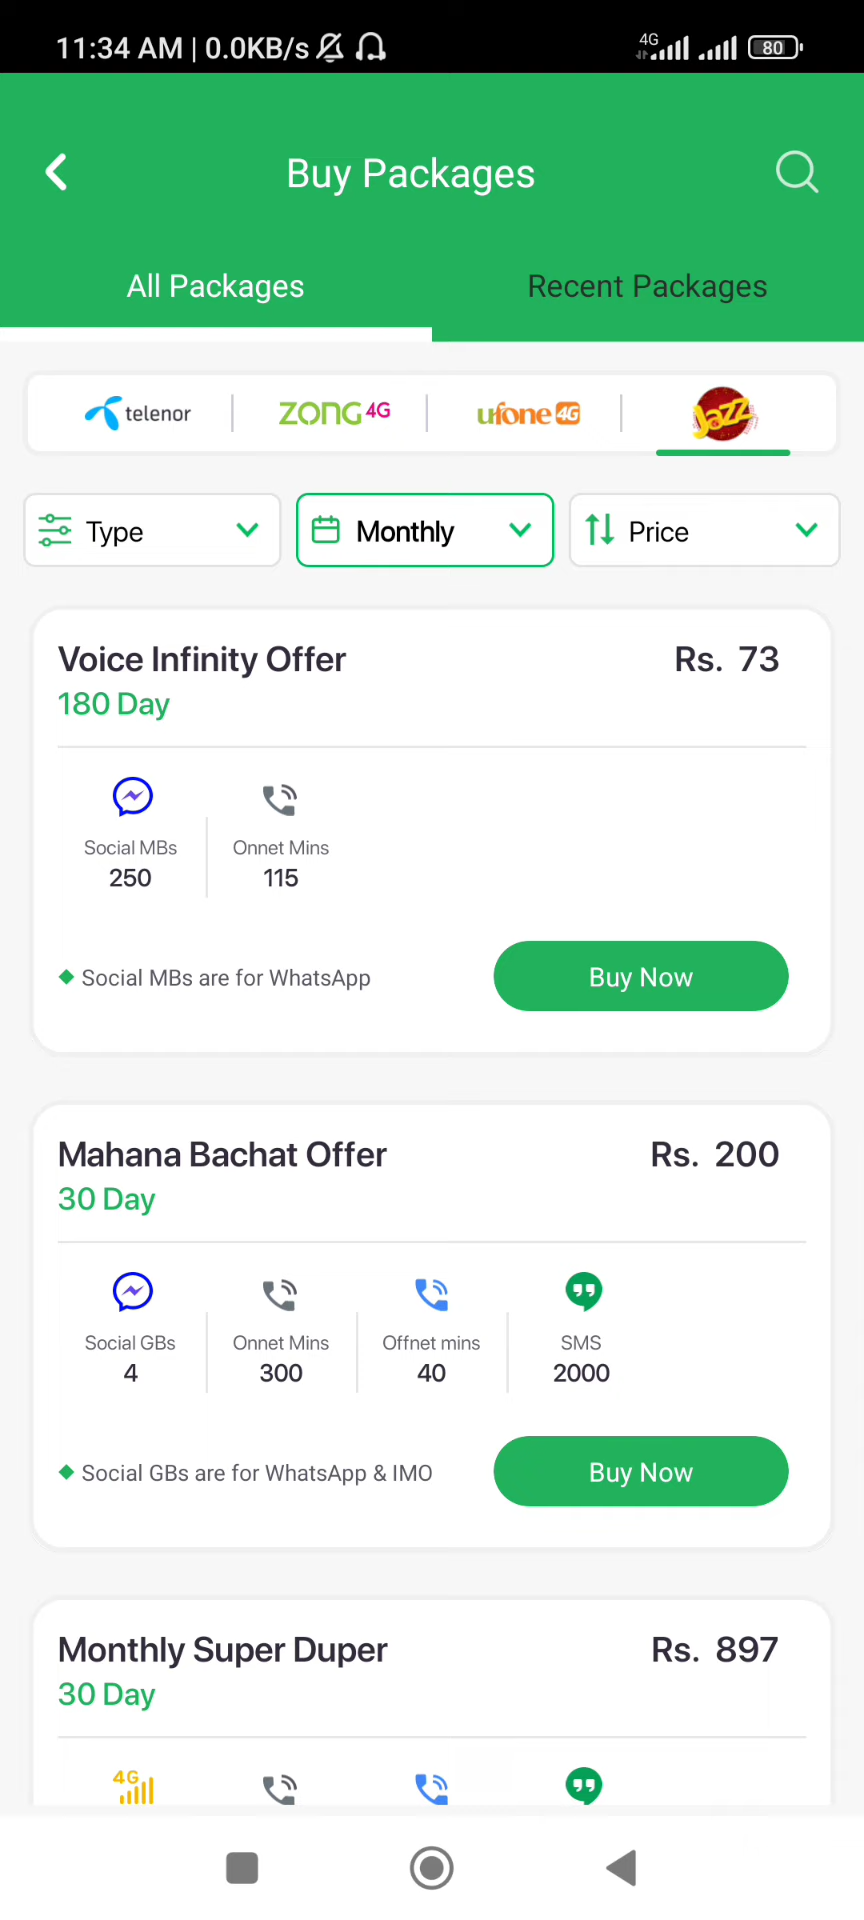 11:34 AM | 0.0KB/s 4G 80
Buy Packages
All Packages Recent Packages
telenor ZONG 4G ufone 4G Jazz
Type Monthly Price
Voice Infinity Offer Rs. 73
180 Day
Social MBs Onnet Mins
250 115
Social MBs are for WhatsApp Buy Now
Mahana Bachat Offer Rs. 200
30 Day
Social GBs Onnet Mins Offnet mins SMS
4 300 40 2000
Social GBs are for WhatsApp & IMO Buy Now
Monthly Super Duper Rs. 897
30 Day
4G